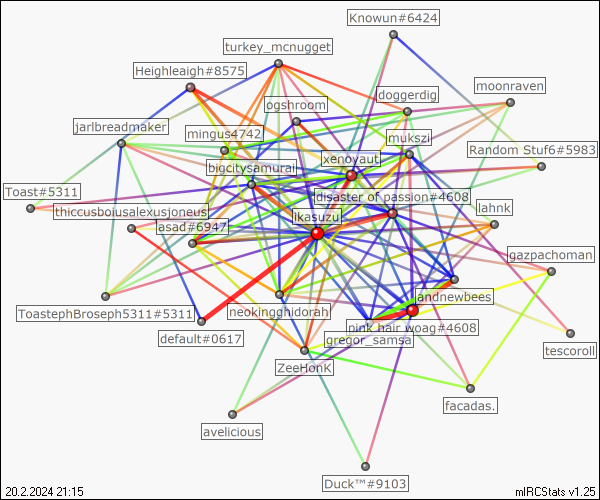 Knowun#6424
turkey_mcnugget
Heighleaigh#8575
moonraven
doggerdig
ogshroom
jarlbreadmaker
mingus4742
mukszi
Random Stuf6#5983
xenoyaut
bigcitysamurai
Toast#5311
disaster of passion#4608
lahnk
thiccusboiusalexusjoneus
ikasuzu
asad#6947
gazpachoman
andnewbees
ToastephBroseph5311#5311
neokingghidorah
pink hair woag#4608
default#0617
gregor_samsa
tescoroll
ZeeHonK
facadas.
avelicious
Duck™#9103
20.2.2024 21:15
mIRCStats v1.25